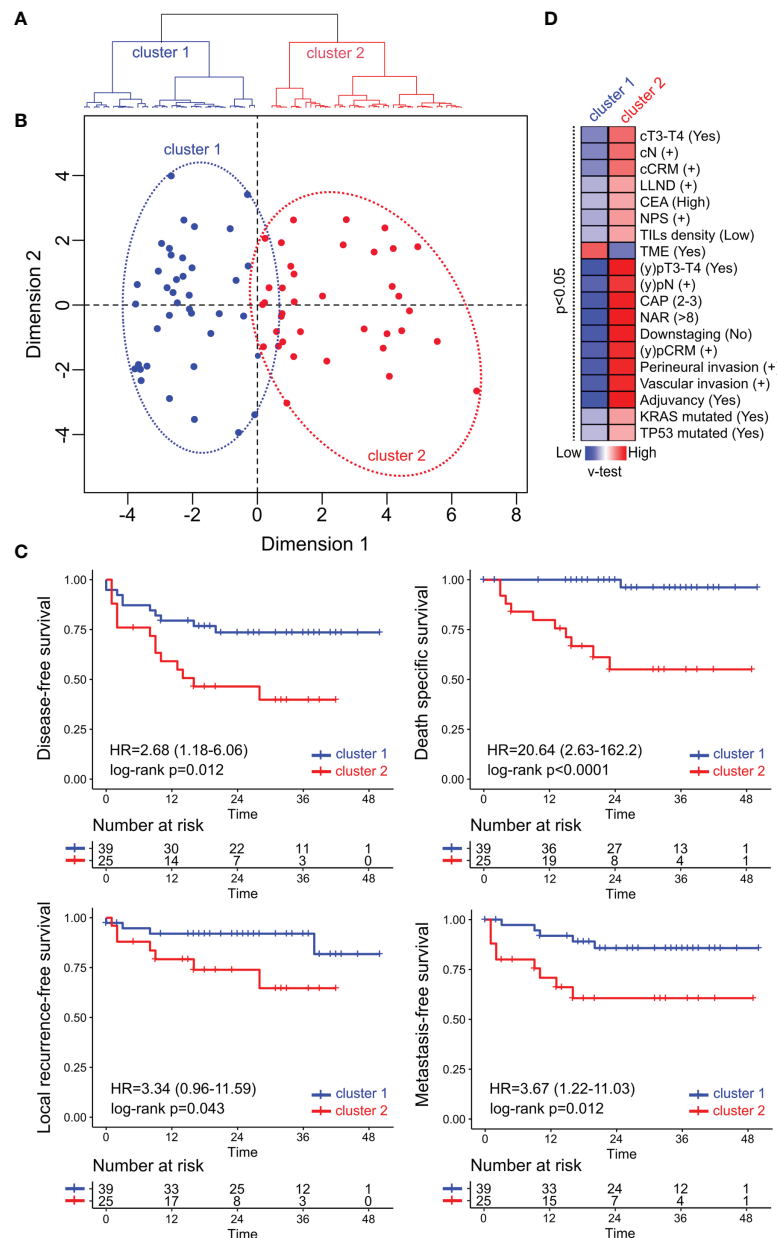 A
cluster 1
cluster 2
B
cluster 1
cluster 2
Dimension 2
4
2
0
-2
-4
-4
-2
0
2
4
6
8
Dimension 1
D
cluster 1
cluster 2
p<0.05
cT3-T4 (Yes)
cN (+)
cCRM (+)
LLND (+)
CEA (High)
NPS (+)
TILs density (Low)
TME (Yes)
(y)pT3-T4 (Yes)
(y)pN (+)
CAP (2-3)
NAR (>8)
Downstaging (No)
(y)pCRM (+)
Perineural invasion (+)
Vascular invasion (+)
Adjuvancy (Yes)
KRAS mutated (Yes)
TP53 mutated (Yes)
Low High
v-test
C
Disease-free survival
1.00
0.75
0.50
0.25
0.00
HR=2.68 (1.18-6.06)
log-rank p=0.012
cluster 1
cluster 2
0 12 24 36 48
Time
Number at risk
39 30 22 11 1
25 14 7 3 0
0 12 24 36 48
Time
Death specific survival
1.00
0.75
0.50
0.25
0.00
HR=20.64 (2.63-162.2)
log-rank p<0.0001
cluster 1
cluster 2
0 12 24 36 48
Time
Number at risk
39 36 27 13 1
25 19 8 4 1
0 12 24 36 48
Time
Local recurrence-free survival
1.00
0.75
0.50
0.25
0.00
HR=3.34 (0.96-11.59)
log-rank p=0.043
cluster 1
cluster 2
0 12 24 36 48
Time
Number at risk
39 33 25 12 1
25 17 8 3 0
0 12 24 36 48
Time
Metastasis-free survival
1.00
0.75
0.50
0.25
0.00
HR=3.67 (1.22-11.03)
log-rank p=0.012
cluster 1
cluster 2
0 12 24 36 48
Time
Number at risk
39 33 24 12 1
25 15 7 4 1
0 12 24 36 48
Time